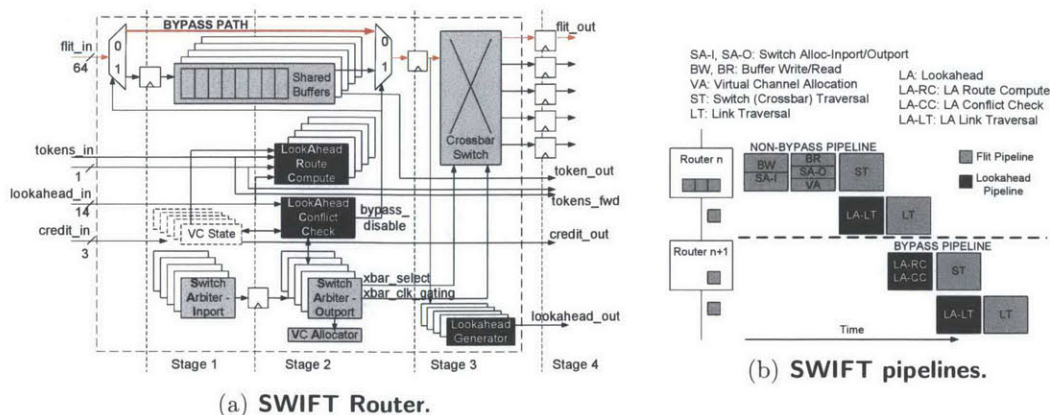 BYPASS PATH
flit_in
64
0
1
Shared
Buffers
0
1
flit_out
Crossbar
Switch
tokens_in
1
LookAhead
Route
Compute
token_out
tokens_fwd
lookahead_in
14
LookAhead
Conflict
Check
bypass_
disable
credit_in
3
VC State
credit_out
Switch
Arbiter -
Inport
Switch
Arbiter -
Outport
xbar_select
xbar_clk_gating
VC Allocator
Lookahead
Generator
lookahead_out
Stage 1
Stage 2
Stage 3
Stage 4
(a) SWIFT Router.
SA-I, SA-O: Switch Alloc-Inport/Outport
BW, BR: Buffer Write/Read
VA: Virtual Channel Allocation
ST: Switch (Crossbar) Traversal
LT: Link Traversal
LA: Lookahead
LA-RC: LA Route Compute
LA-CC: LA Conflict Check
LA-LT: LA Link Traversal
NON-BYPASS PIPELINE
Router n
BW
SA-I
BR
SA-O
VA
ST
LA-LT
LT
Flit Pipeline
Lookahead
Pipeline
BYPASS PIPELINE
Router n+1
LA-RC
LA-CC
ST
LA-LT
LT
Time
(b) SWIFT pipelines.